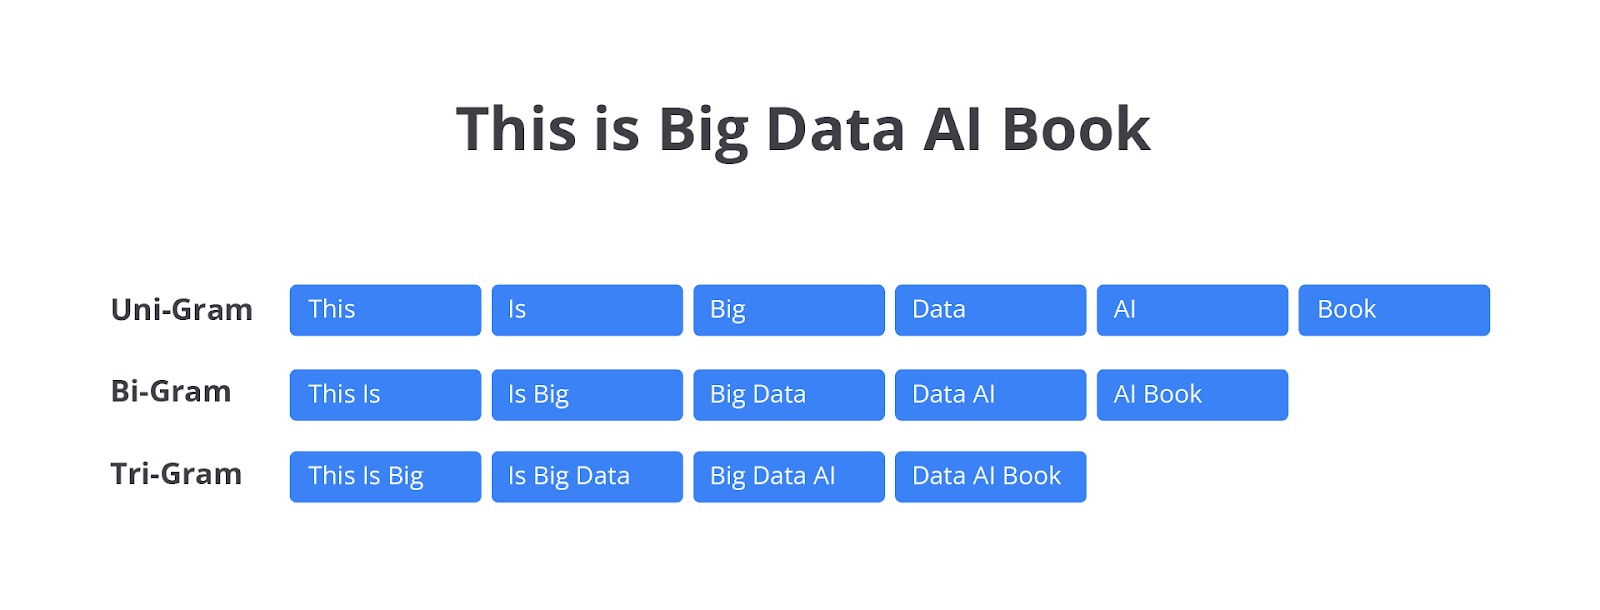 This is Big Data AI Book
Uni-Gram This Is Big Data AI Book
Bi-Gram This Is Is Big Big Data Data AI AI Book
Tri-Gram This Is Big Is Big Data Big Data AI Data AI Book